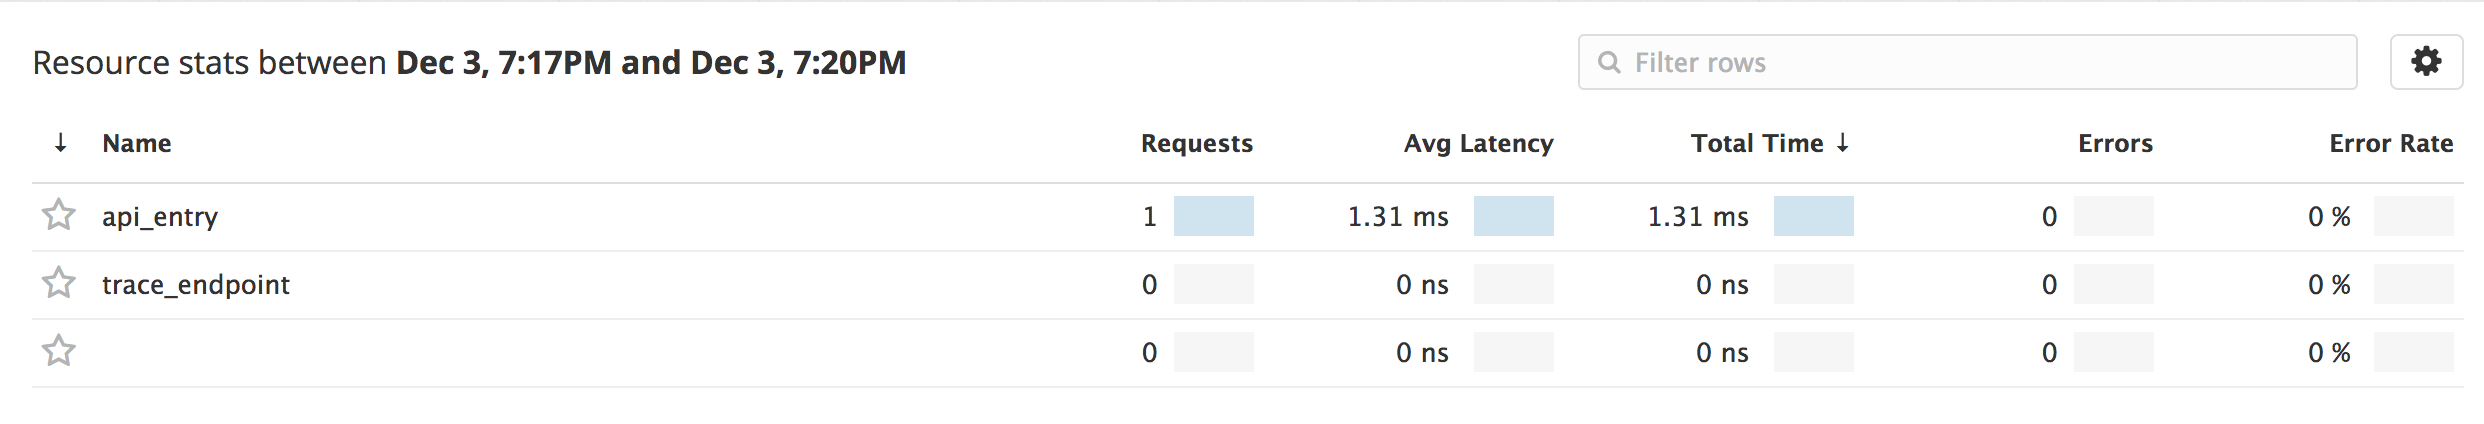 Resource stats between Dec 3, 7:17PM and Dec 3, 7:20PM
Filter rows
↓ Name Requests Avg Latency Total Time ↓ Errors Error Rate
api_entry 1 1.31 ms 1.31 ms 0 0 %
trace_endpoint 0 0 ns 0 ns 0 0 %
0 0 ns 0 ns 0 0 %